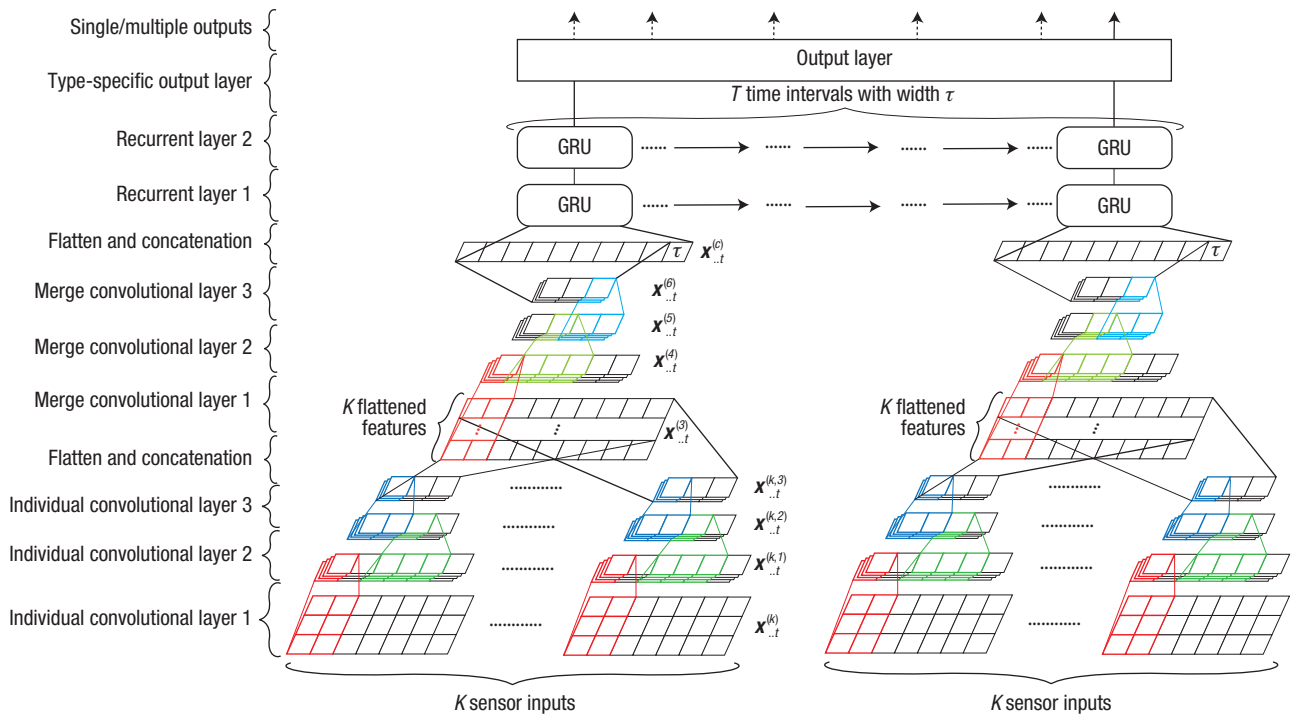 Single/multiple outputs
Type-specific output layer
Recurrent layer 2
Recurrent layer 1
Flatten and concatenation
Merge convolutional layer 3
Merge convolutional layer 2
Merge convolutional layer 1
Flatten and concatenation
Individual convolutional layer 3
Individual convolutional layer 2
Individual convolutional layer 1
Output layer
T time intervals with width τ
GRU ...... ...... ...... ...... GRU
GRU ...... ...... ...... ...... GRU
τ X..t(c) τ
X..t(6)
X..t(5)
X..t(4)
K flattened
features
X..t(3)
K flattened
features
X..t(k,3)
X..t(k,2)
X..t(k,1)
X..t(k)
K sensor inputs
K sensor inputs